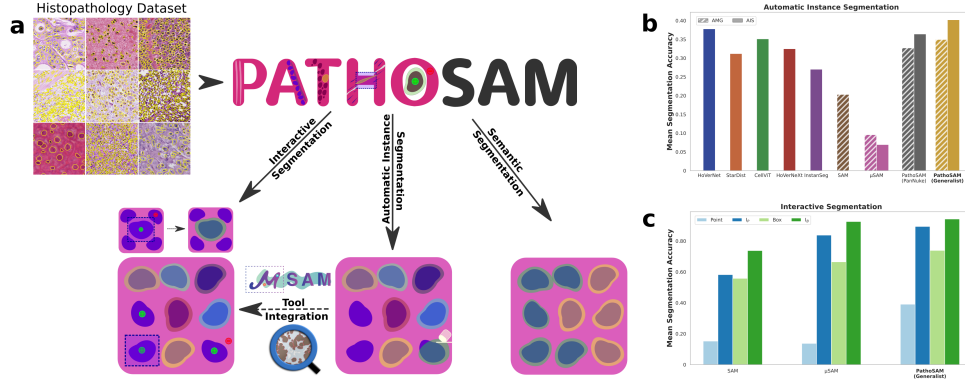 a
Histopathology Dataset
PATHOSAM
Interactive
Segmentation
Automatic Instance
Segmentation
Semantic
Segmentation
μSAM
Tool
Integration
b
Automatic Instance Segmentation
AMG
AIS
Mean Segmentation Accuracy
0.40
0.35
0.30
0.25
0.20
0.15
0.10
0.05
0
HoVerNet
StarDist
CellViT
HoVerNeXt
InstanSeg
SAM
μSAM
PathoSAM
(PanNuke)
PathoSAM
(Generalist)
c
Interactive Segmentation
Point
Iₚ
Box
Iᵦ
Mean Segmentation Accuracy
0.80
0.60
0.40
0.20
0
SAM
μSAM
PathoSAM
(Generalist)